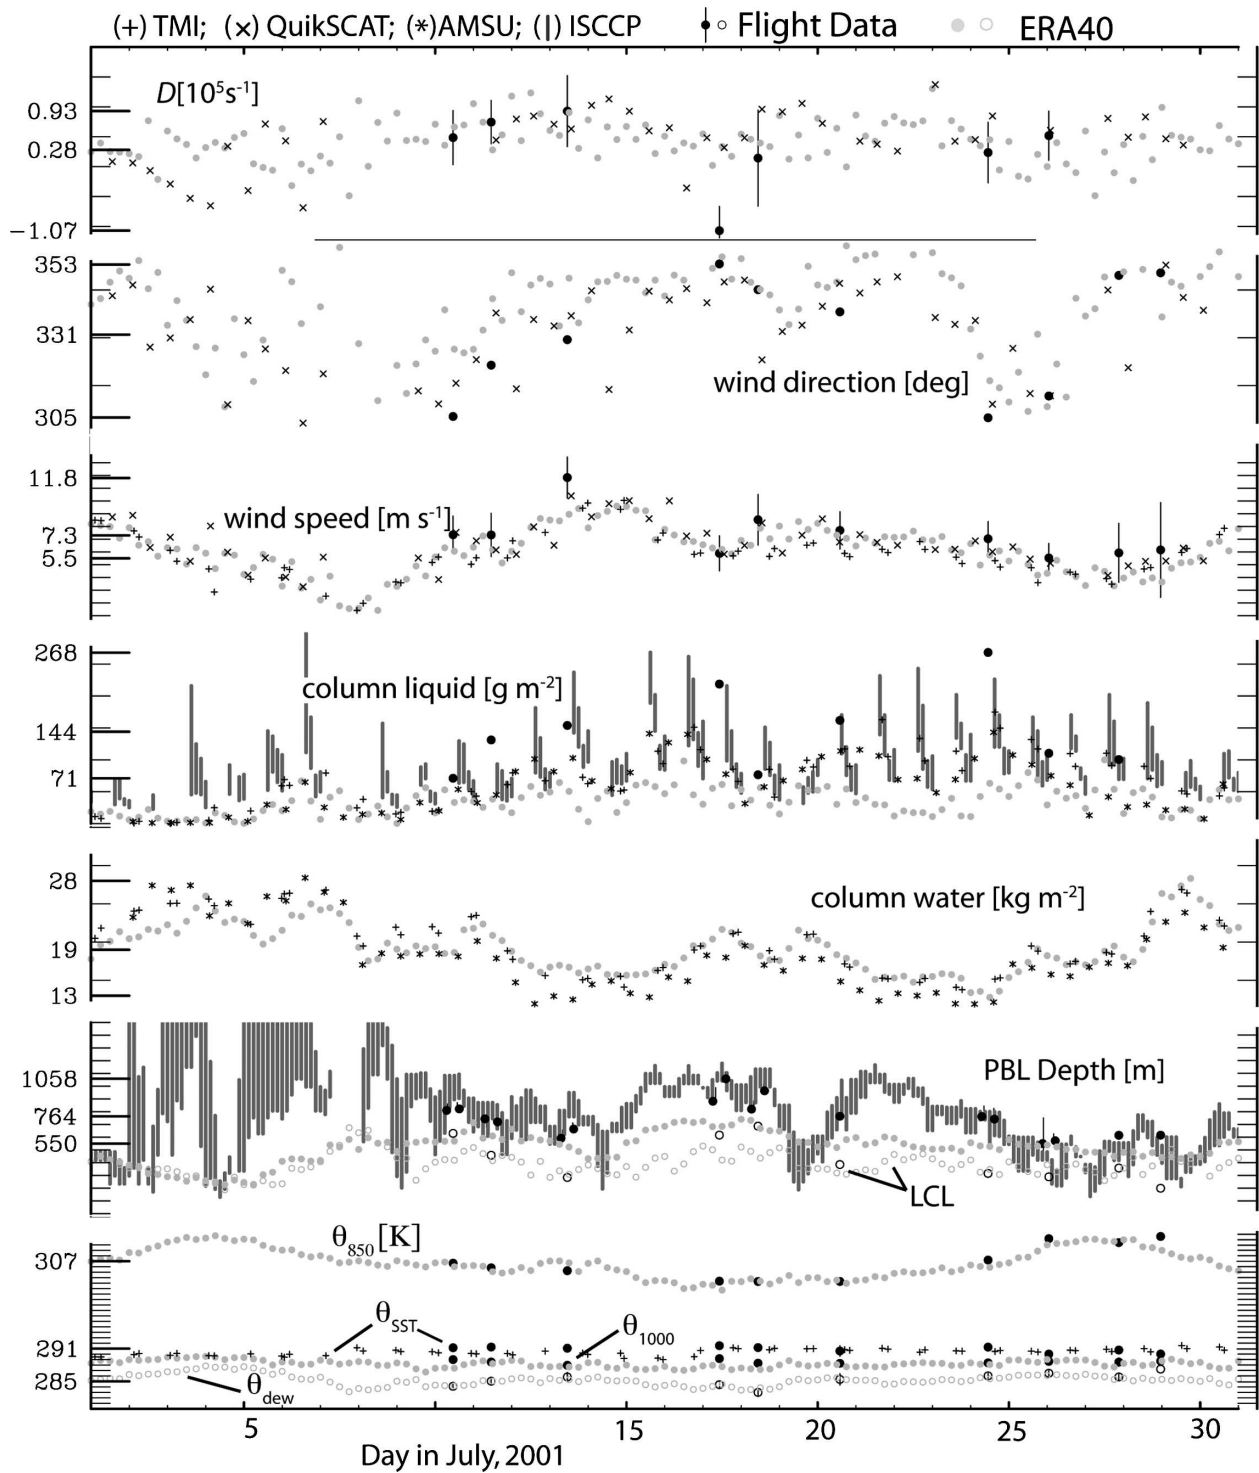 (+) TMI; (×) QuikSCAT; (*)AMSU; (|) ISCCP Flight Data ERA40
D[10⁵s⁻¹]
0.93
0.28
−1.07
353
331
wind direction [deg]
305
11.8
wind speed [m s⁻¹]
7.3
5.5
268
column liquid [g m⁻²]
144
71
28
column water [kg m⁻²]
19
13
PBL Depth [m]
1058
764
550
LCL
θ₈₅₀ [K]
307
θSST
θ₁₀₀₀
291
285
θdew
5 15 20 25 30
Day in July, 2001